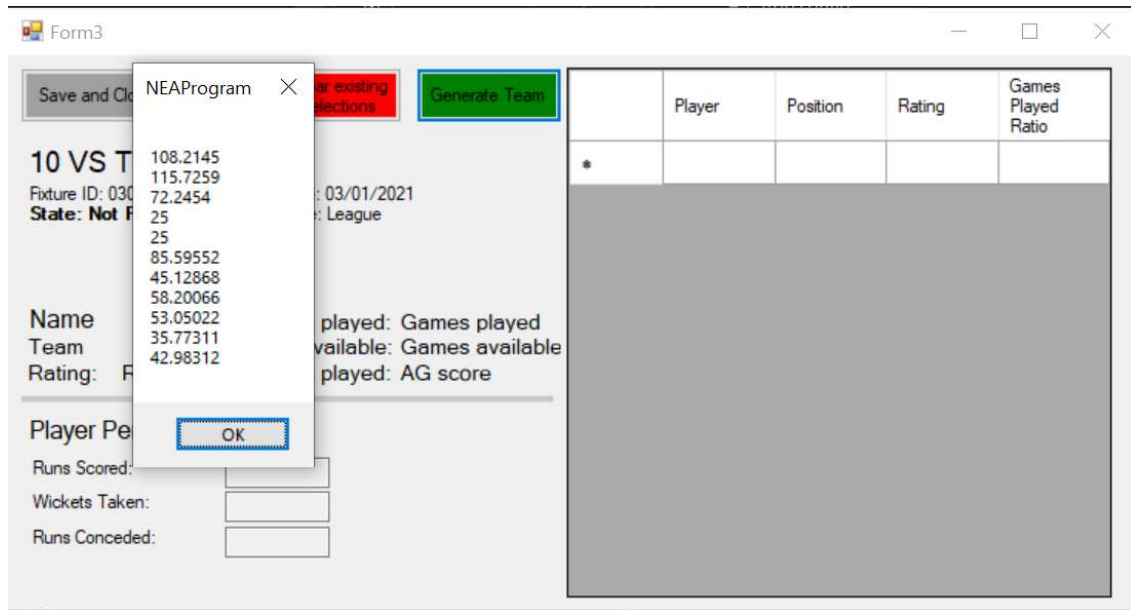 Form3
Save and Clo
NEAProgram
ar existing
elections
Generate Team
Player
Position
Rating
Games
Played
Ratio
*
108.2145
115.7259
72.2454
25
25
85.59552
45.12868
58.20066
53.05022
35.77311
42.98312
OK
10 VS T
Fixture ID: 030
: 03/01/2021
State: Not F
: League
Name
played: Games played
Team
vailable: Games available
Rating: R
played: AG score
Player Pe
Runs Scored:
Wickets Taken:
Runs Conceded: